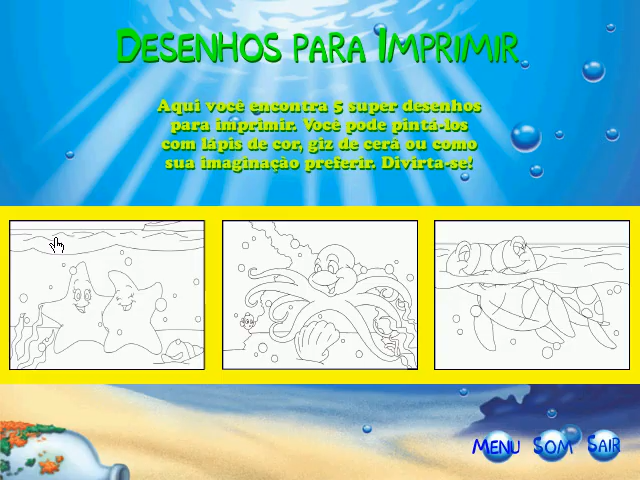 Desenhos para Imprimir
Aqui você encontra 5 super desenhos
para imprimir. Você pode pintá-los
com lápis de cor, giz de cera ou como
sua imaginação preferir. Divirta-se!
Menu Som Sair